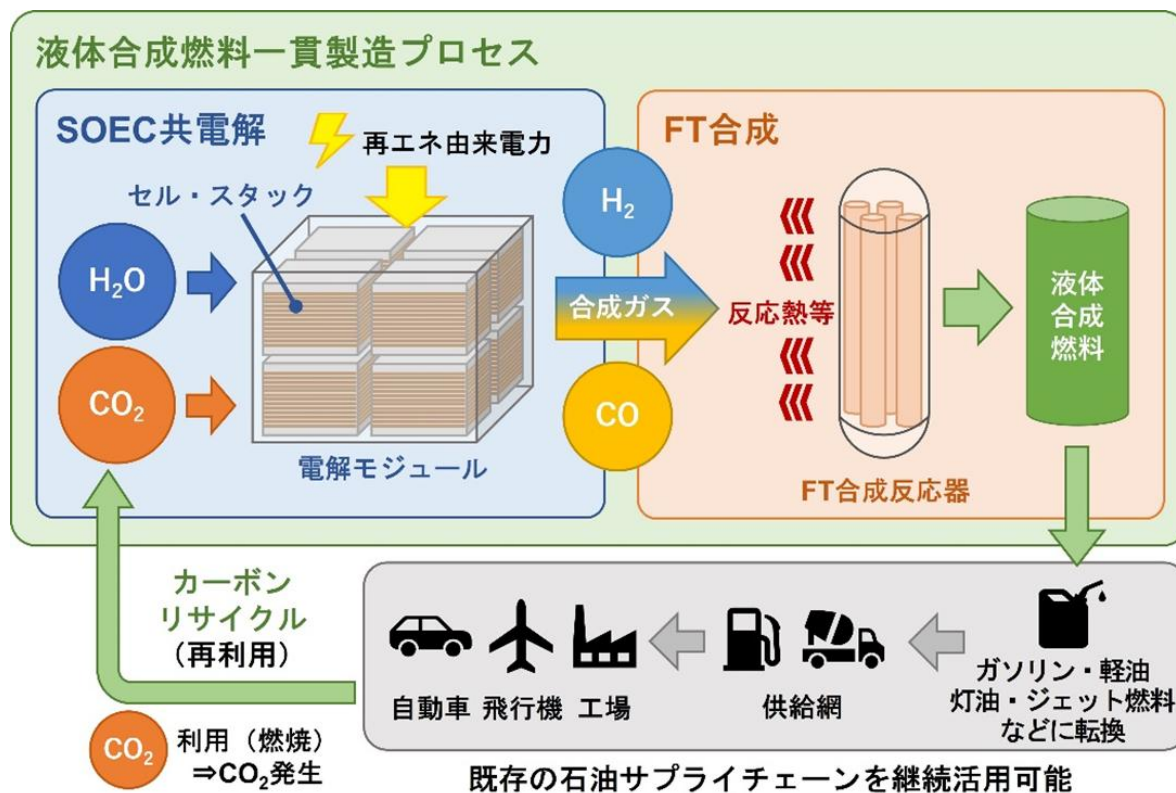 液体合成燃料一貫製造プロセス
SOEC共電解
再エネ由来電力
セル・スタック
H₂O
CO₂
電解モジュール
H₂
合成ガス
CO
FT合成
反応熱等
FT合成反応器
液体
合成
燃料
カーボン
リサイクル
(再利用)
CO₂
利用(燃焼)
⇒CO₂発生
自動車
飛行機
工場
供給網
ガソリン・軽油
灯油・ジェット燃料
などに転換
既存の石油サプライチェーンを継続活用可能